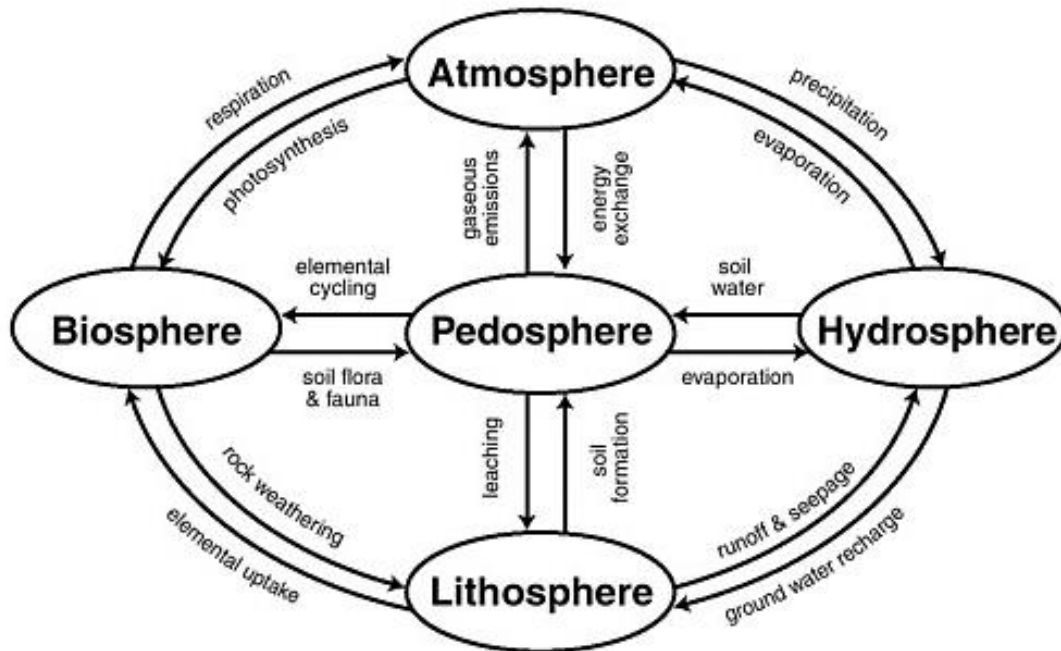 Atmosphere
respiration
photosynthesis
precipitation
evaporation
gaseous
emissions
energy
exchange
elemental
cycling
soil
water
Biosphere
Pedosphere
Hydrosphere
soil flora
& fauna
evaporation
leaching
soil
formation
rock weathering
elemental uptake
runoff & seepage
ground water recharge
Lithosphere